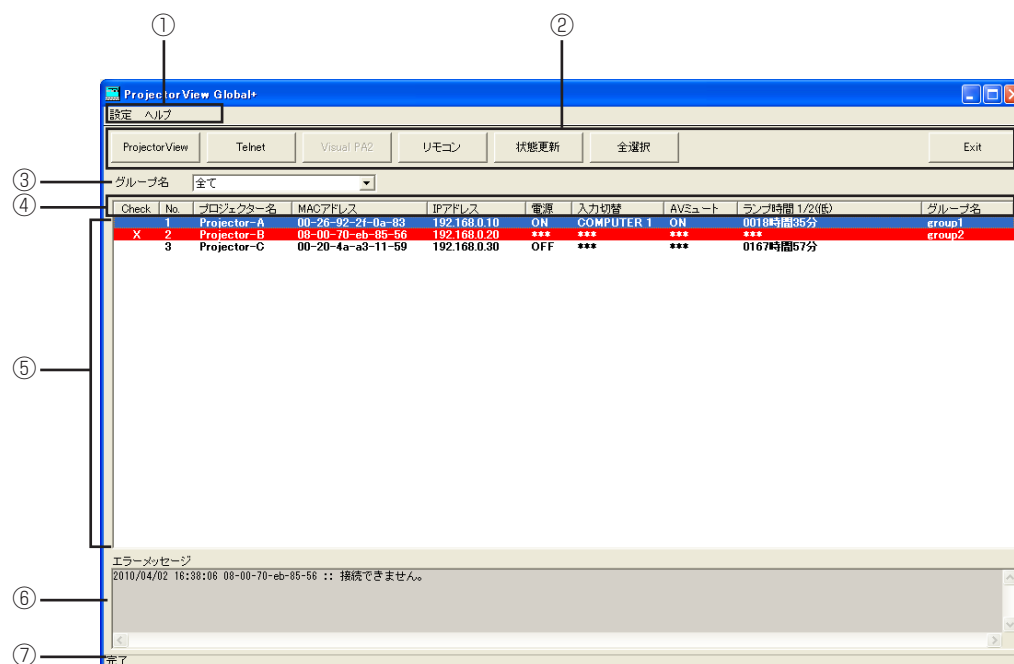 ① ②
ProjectorView Global+
設定 ヘルプ
ProjectorView Telnet Visual PA2 リモコン 状態更新 全選択 Exit
③ グループ名 全て
④ Check No. プロジェクター名 MACアドレス IPアドレス 電源 入力切替 AVミュート ランプ時間 1/2(低) グループ名
1 Projector-A 00-26-92-2f-0a-83 192.168.0.10 ON COMPUTER 1 ON 0018時間35分 group1
X 2 Projector-B 08-00-70-eb-85-56 192.168.0.20 *** *** *** *** group2
3 Projector-C 00-20-4a-a3-11-59 192.168.0.30 OFF *** *** 0167時間57分
⑤
エラーメッセージ
2010/04/02 16:38:06 08-00-70-eb-85-56 :: 接続できません。
⑥
⑦ 完了